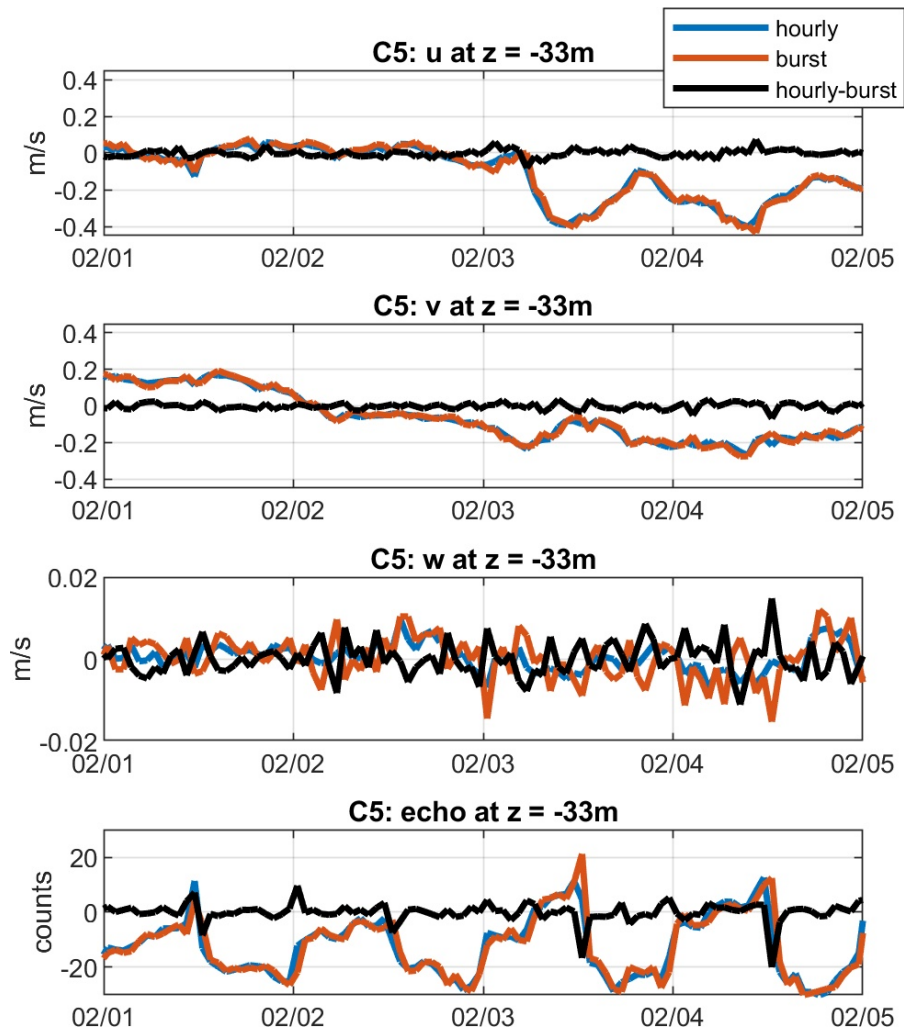 hourly
burst
hourly-burst
C5: u at z = -33m
0.4
0.2
0
-0.2
-0.4
m/s
02/01 02/02 02/03 02/04 02/05
C5: v at z = -33m
0.4
0.2
0
-0.2
-0.4
m/s
02/01 02/02 02/03 02/04 02/05
C5: w at z = -33m
0.02
0
-0.02
m/s
02/01 02/02 02/03 02/04 02/05
C5: echo at z = -33m
20
0
-20
counts
02/01 02/02 02/03 02/04 02/05